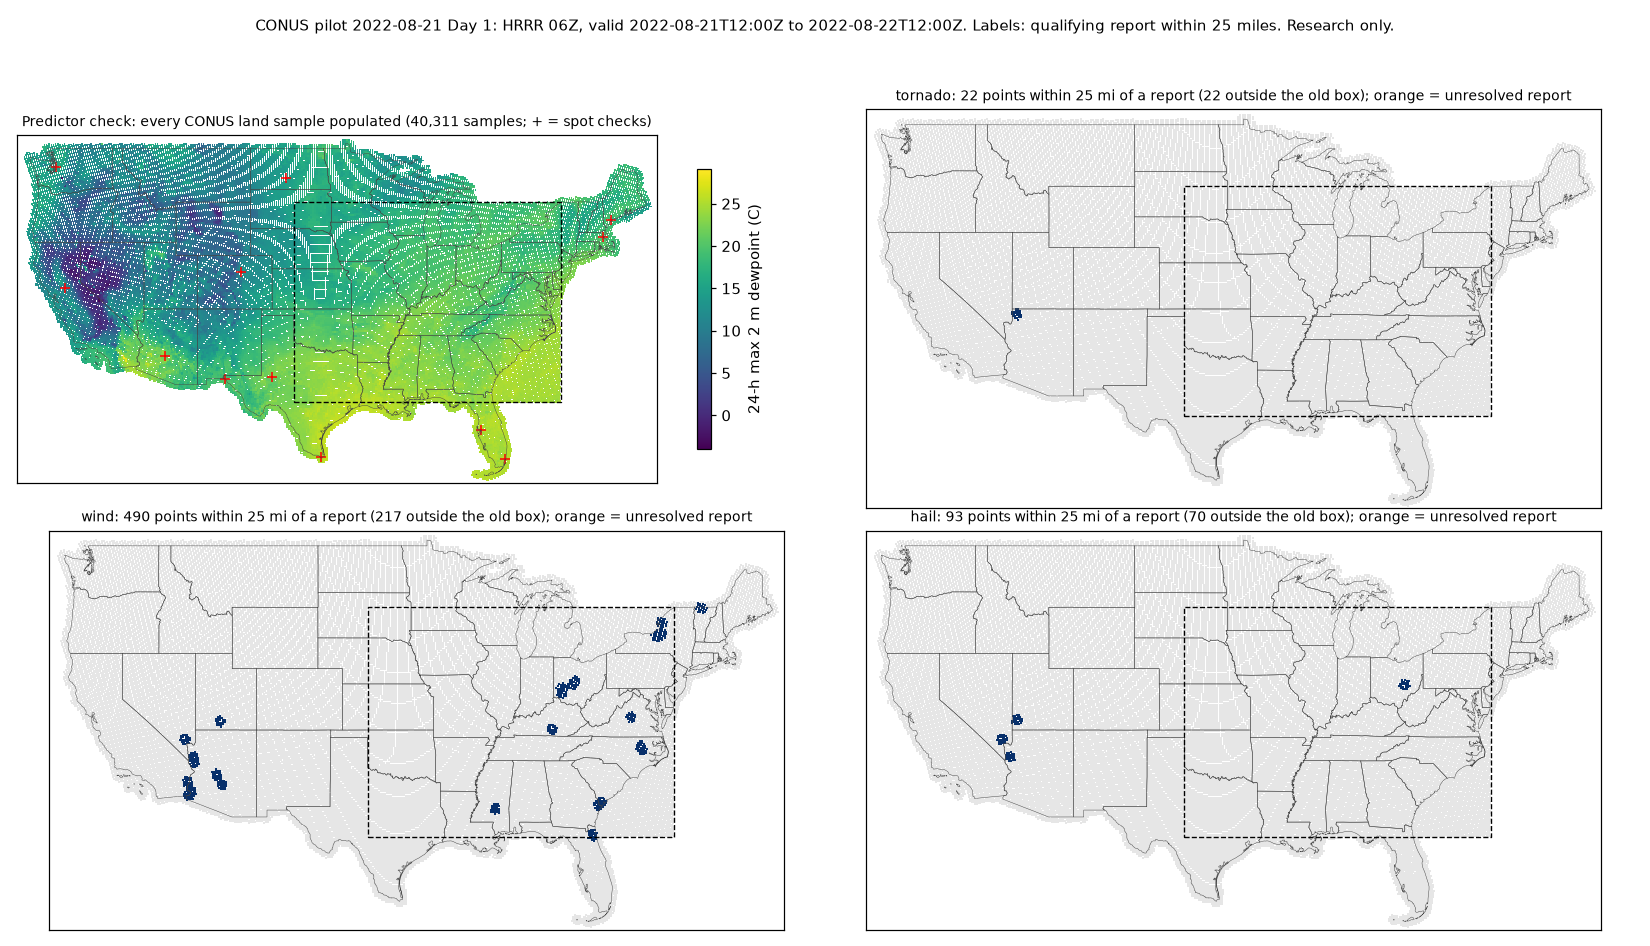 CONUS pilot 2022-08-21 Day 1: HRRR 06Z, valid 2022-08-21T12:00Z to 2022-08-22T12:00Z. Labels: qualifying report within 25 miles. Research only.
Predictor check: every CONUS land sample populated (40,311 samples; + = spot checks)
25
20
15
10
5
0
24-h max 2 m dewpoint (C)
tornado: 22 points within 25 mi of a report (22 outside the old box); orange = unresolved report
wind: 490 points within 25 mi of a report (217 outside the old box); orange = unresolved report
hail: 93 points within 25 mi of a report (70 outside the old box); orange = unresolved report